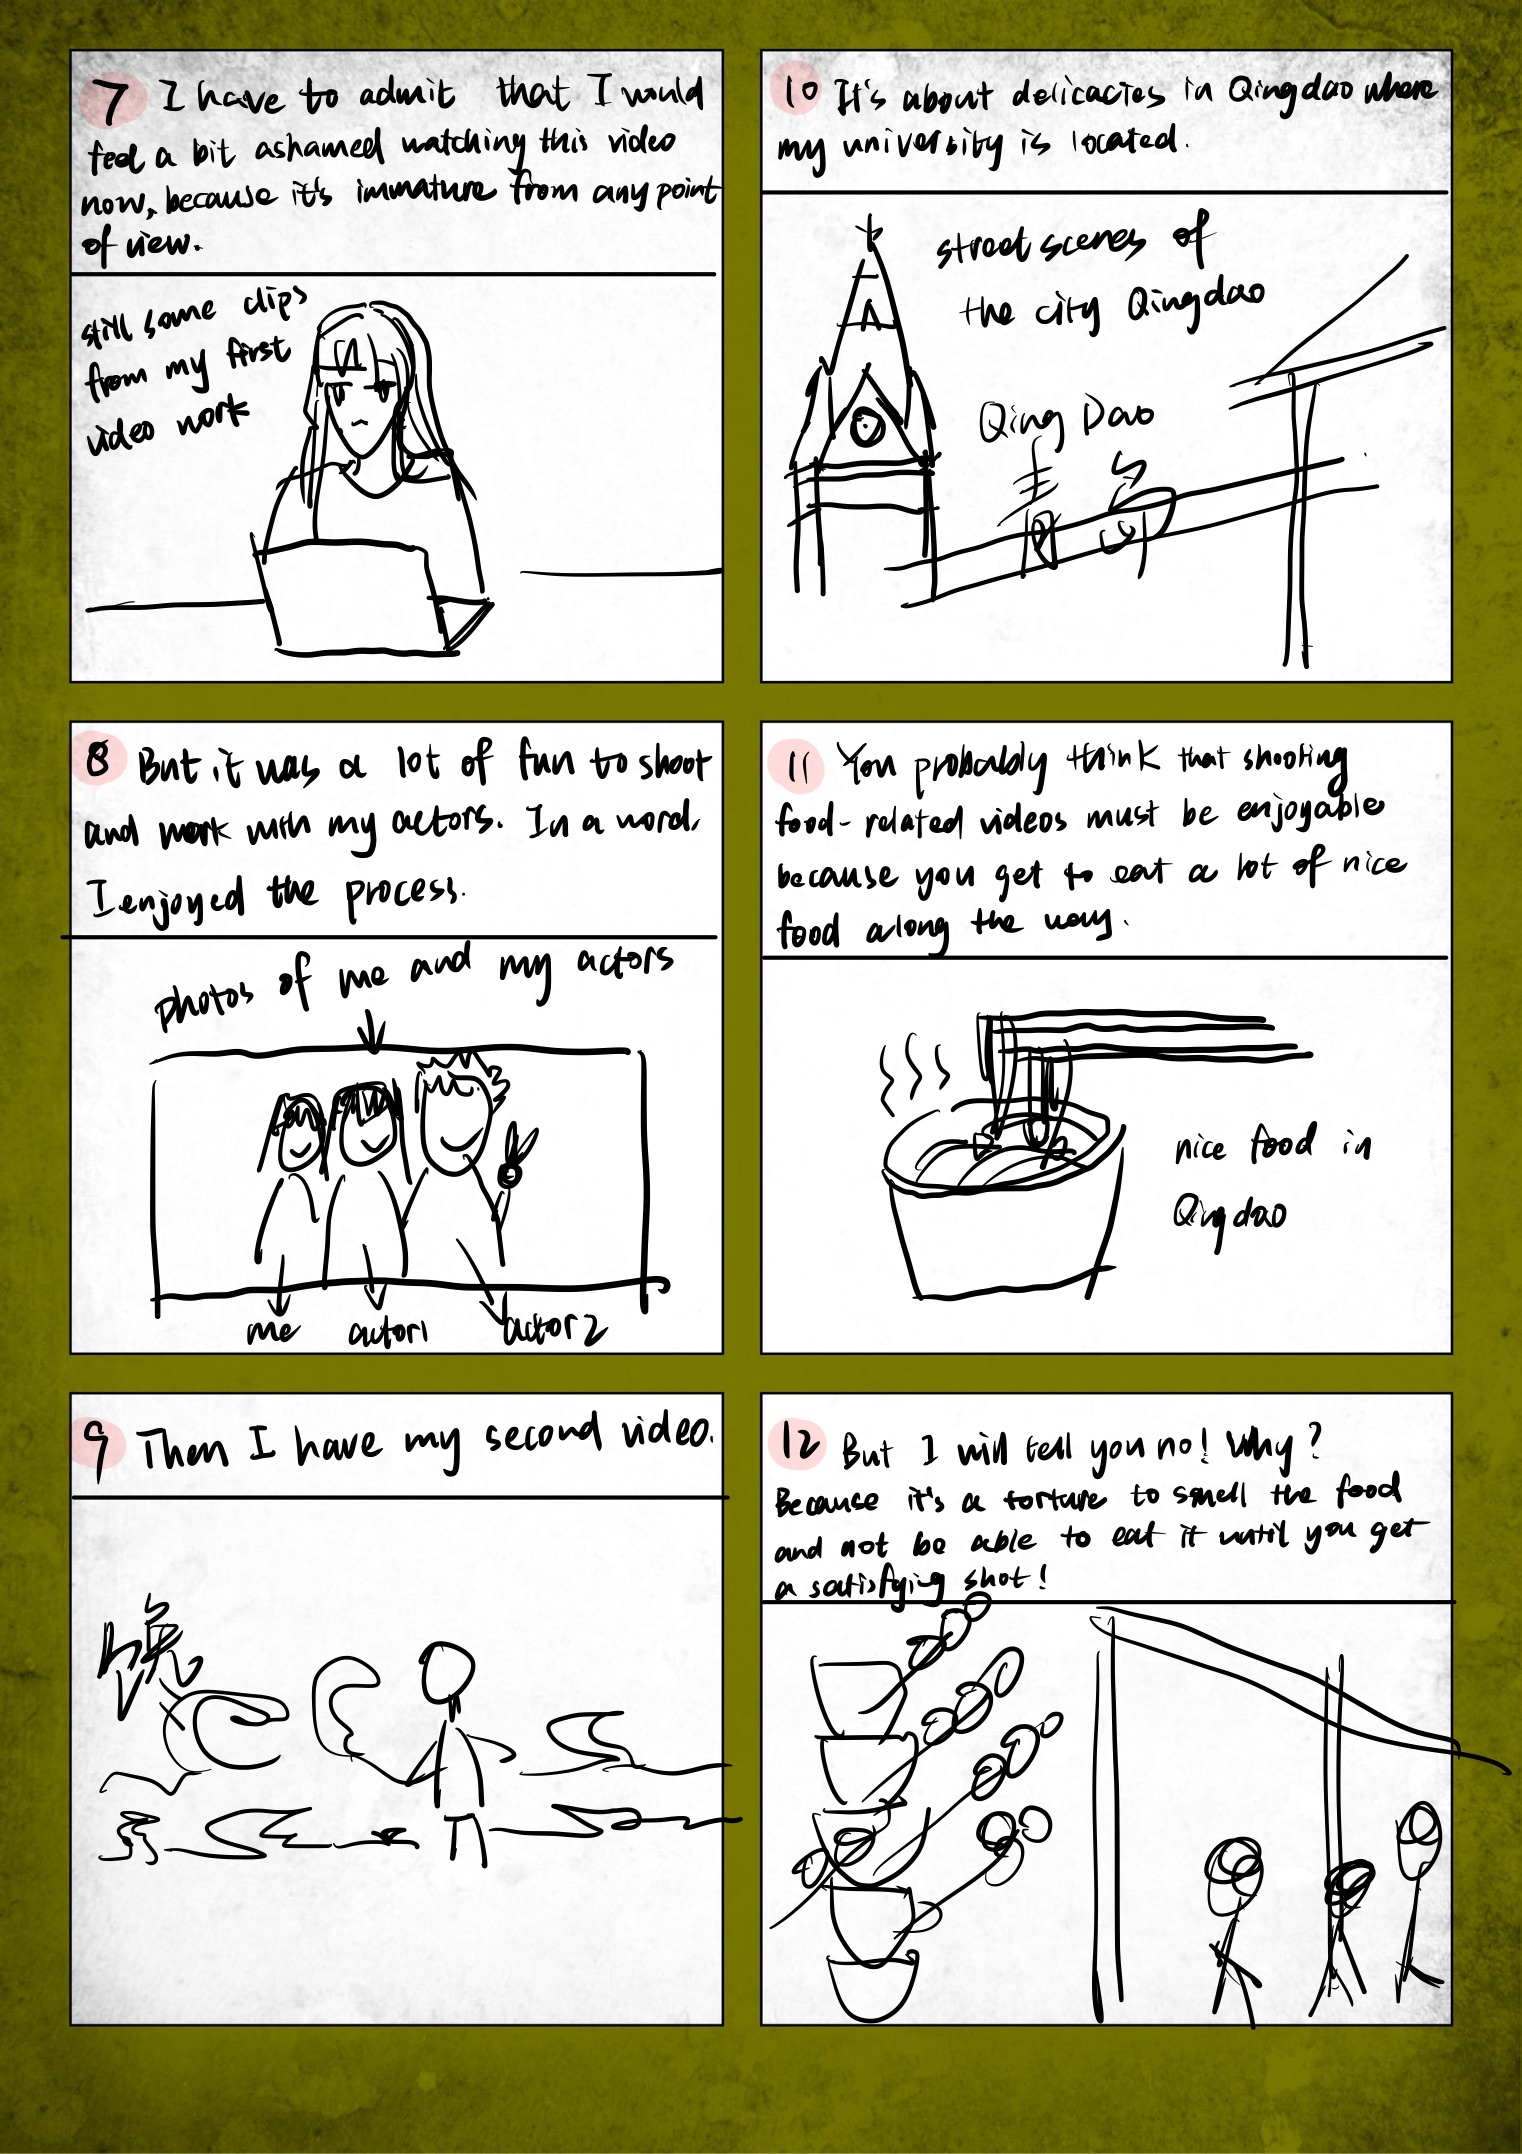 7 I have to admit that I would
feel a bit ashamed watching this video
now, because it's immature from any point
of view.
still some clips
from my first
video work
8 But it was a lot of fun to shoot
and work with my actors. In a word,
I enjoyed the process.
photos of me and my actors
me actor1 actor2
9 Then I have my second video.
10 It's about delicacies in Qingdao where
my university is located.
street scenes of
the city Qingdao
Qing Dao
11 You probably think that shooting
food-related videos must be enjoyable
because you get to eat a lot of nice
food along the way.
nice food in
Qingdao
12 But I will tell you no! Why?
Because it's a torture to smell the food
and not be able to eat it until you get
a satisfying shot!